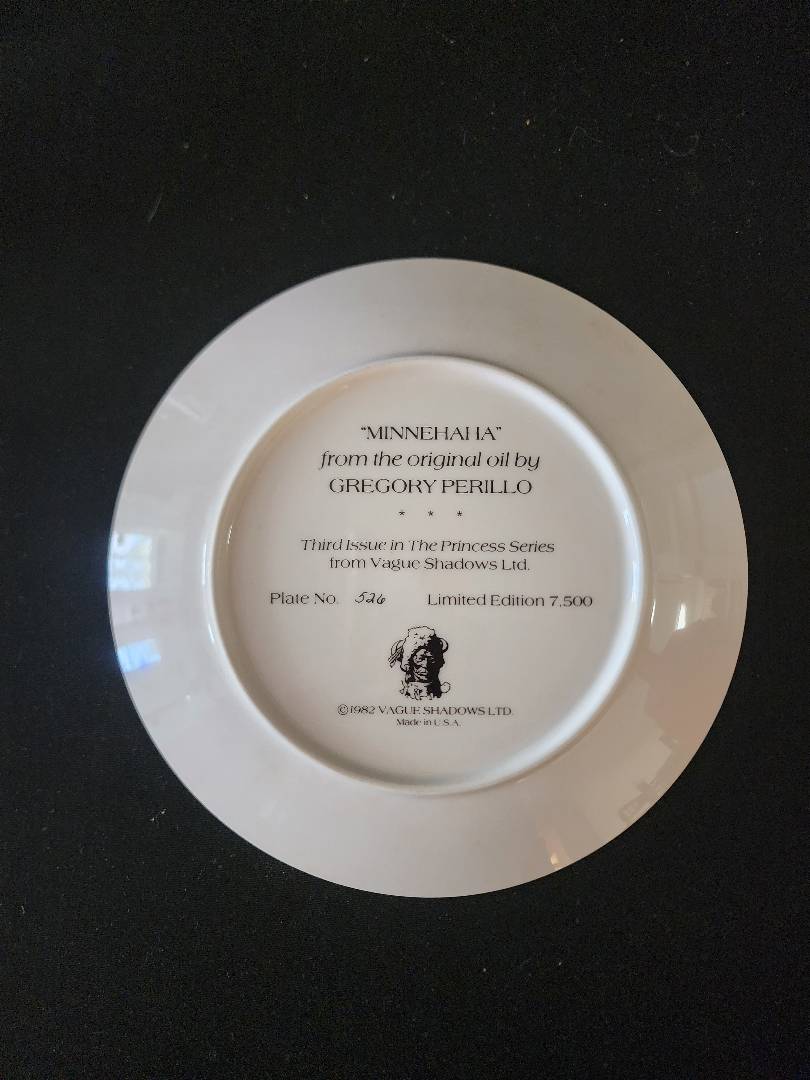 "MINNEHAHA"
from the original oil by
GREGORY PERILLO
* * *
Third Issue in The Princess Series
from Vague Shadows Ltd.
Plate No. 526 Limited Edition 7,500
©1982 VAGUE SHADOWS LTD.
Made in U.S.A.